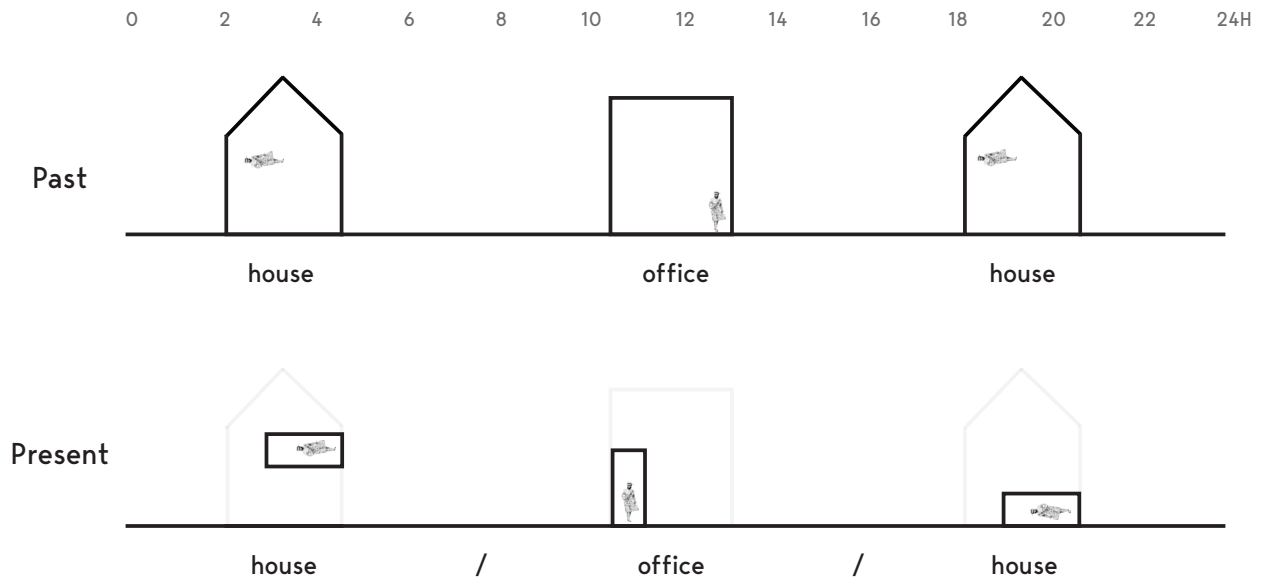 0 2 4 6 8 10 12 14 16 18 20 22 24H
Past
house office house
Present
house / office / house